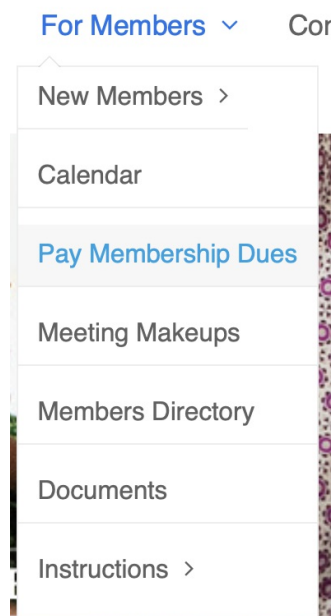 For Members
New Members
Calendar
Pay Membership Dues
Meeting Makeups
Members Directory
Documents
Instructions